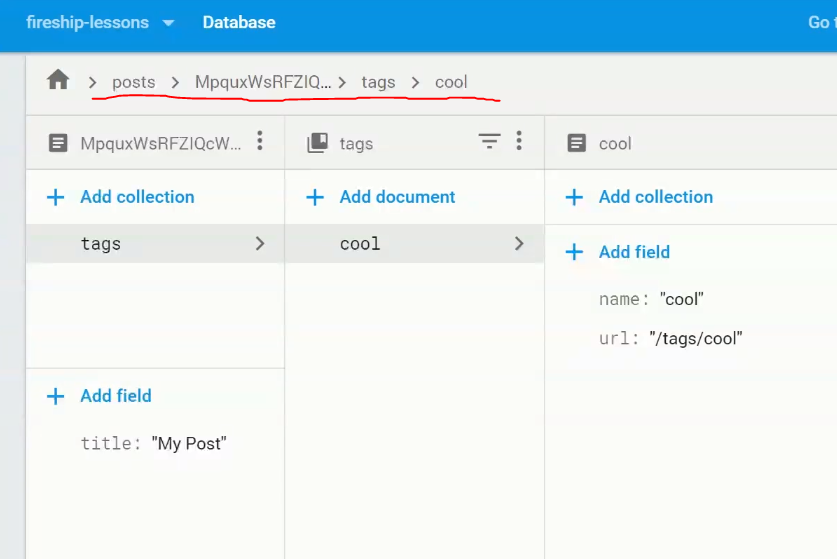 fireship-lessons Database Go t
posts > MpquxWsRFZIQ... > tags > cool
MpquxWsRFZIQcW... tags cool
+ Add collection + Add document + Add collection
tags > cool >
+ Add field
name: "cool"
url: "/tags/cool"
+ Add field
title: "My Post"